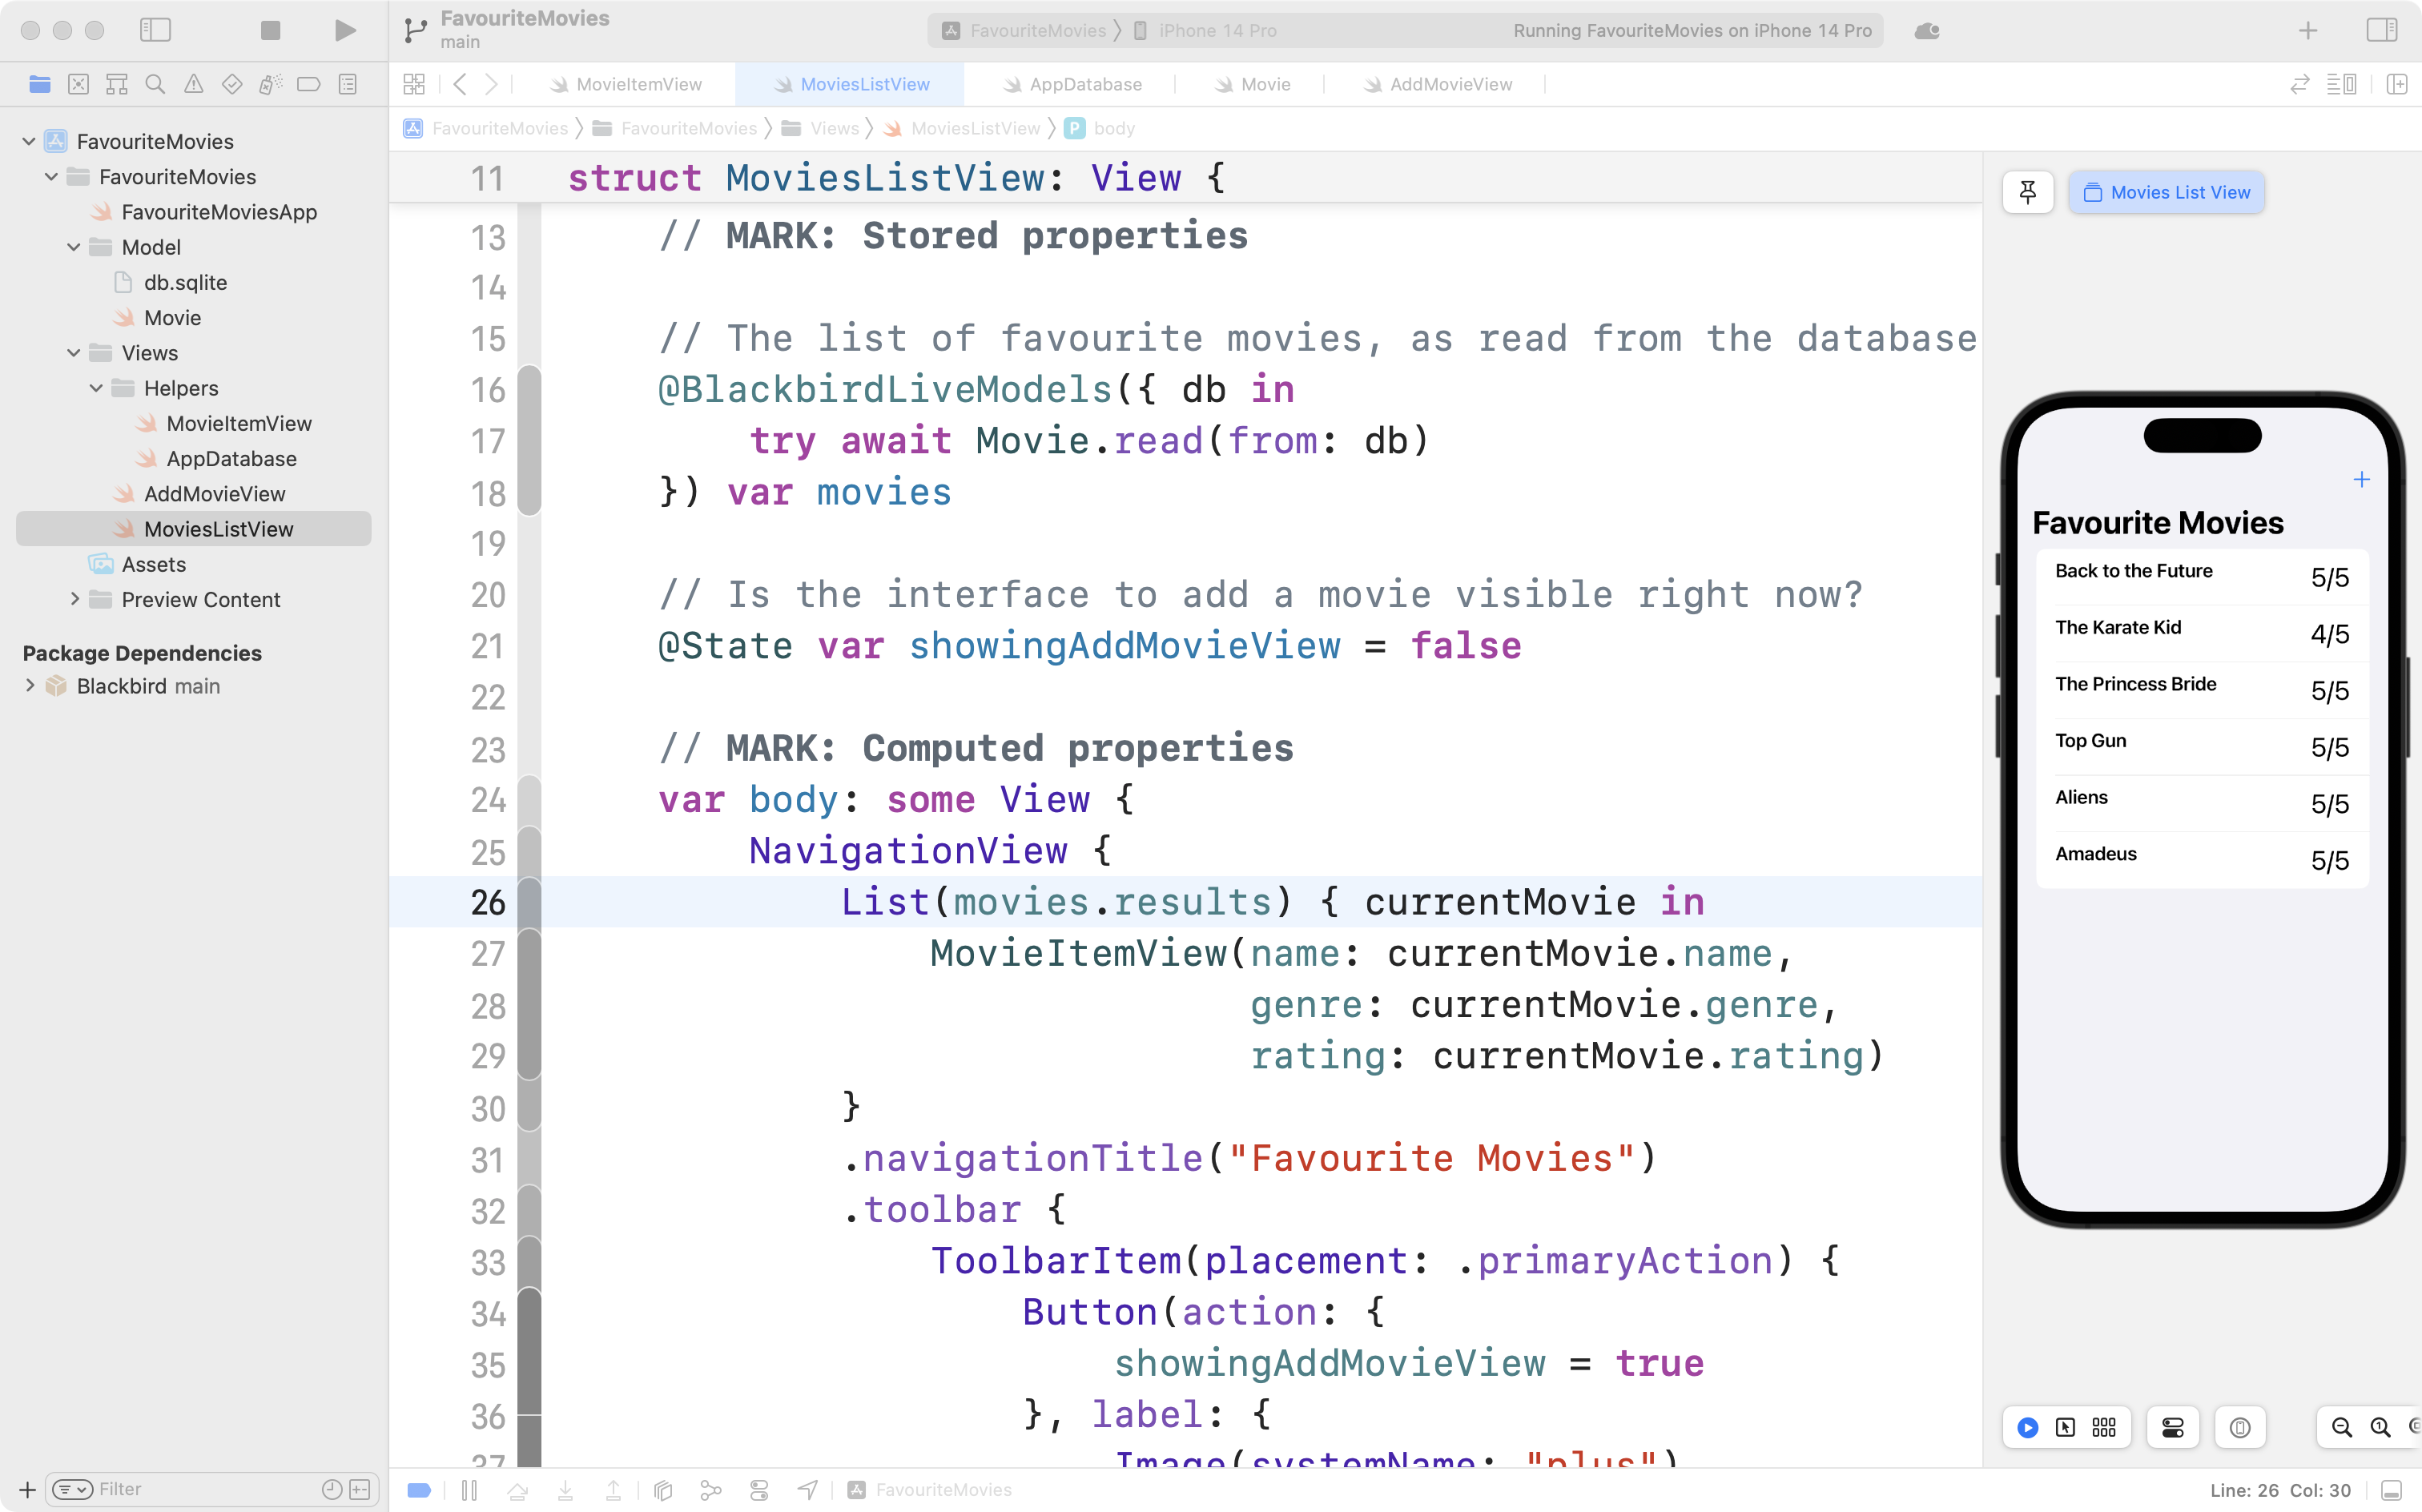 FavouriteMovies
main
FavouriteMovies
iPhone 14 Pro
Running FavouriteMovies on iPhone 14 Pro
MovieItemView
MoviesListView
AppDatabase
Movie
AddMovieView
FavouriteMovies
FavouriteMovies
Views
MoviesListView
P
body
FavouriteMovies
FavouriteMovies
FavouriteMoviesApp
Model
db.sqlite
Movie
Views
Helpers
MovieItemView
AppDatabase
AddMovieView
MoviesListView
Assets
Preview Content
Package Dependencies
Blackbird main
Filter
11 struct MoviesListView: View {
13 // MARK: Stored properties
14
15 // The list of favourite movies, as read from the database
16 @BlackbirdLiveModels({ db in
17 try await Movie.read(from: db)
18 }) var movies
19
20 // Is the interface to add a movie visible right now?
21 @State var showingAddMovieView = false
22
23 // MARK: Computed properties
24 var body: some View {
25 NavigationView {
26 List(movies.results) { currentMovie in
27 MovieItemView(name: currentMovie.name,
28 genre: currentMovie.genre,
29 rating: currentMovie.rating)
30 }
31 .navigationTitle("Favourite Movies")
32 .toolbar {
33 ToolbarItem(placement: .primaryAction) {
34 Button(action: {
35 showingAddMovieView = true
36 }, label: {
37 Image(systemName: "plus")
Movies List View
Favourite Movies
Back to the Future 5/5
The Karate Kid 4/5
The Princess Bride 5/5
Top Gun 5/5
Aliens 5/5
Amadeus 5/5
FavouriteMovies
Line: 26 Col: 30